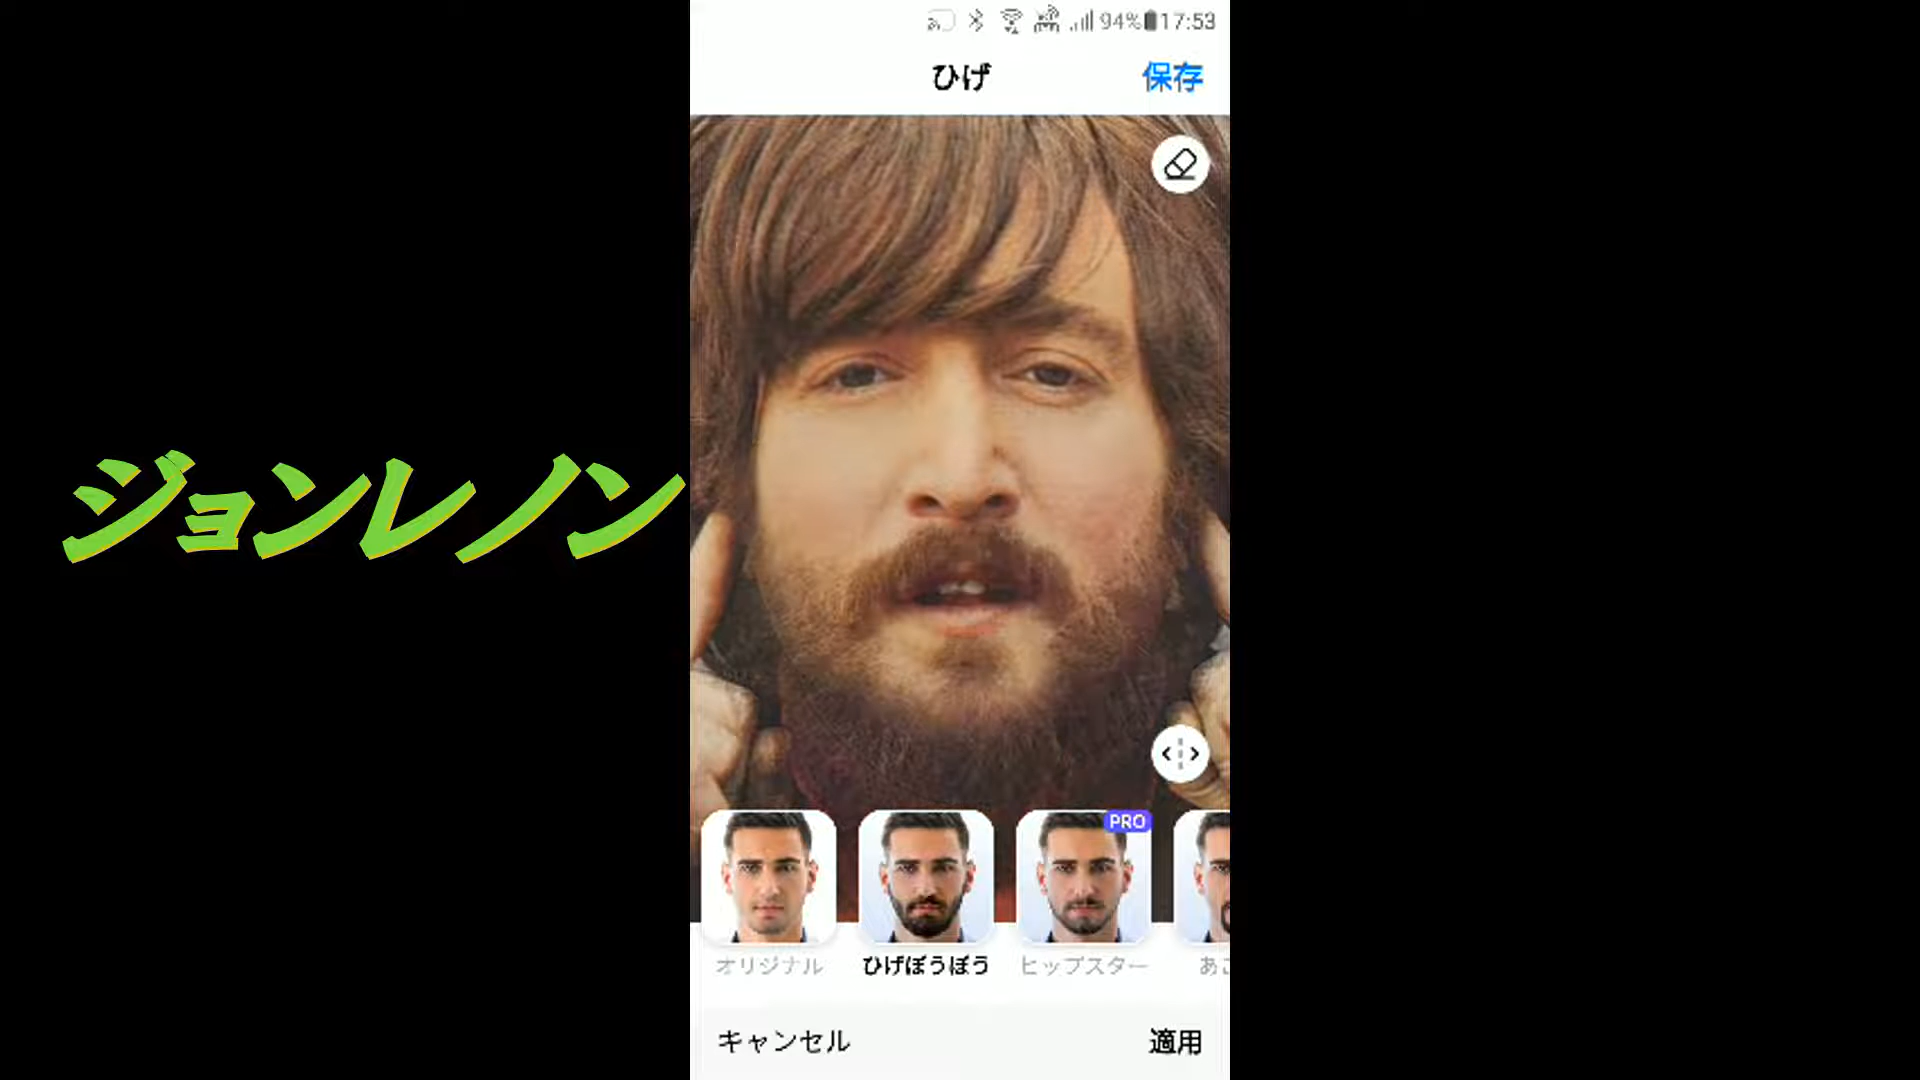 94% 17:53
ひげ 保存
ジョンレノン
PRO
オリジナル ひげぼうぼう ヒップスター あご
キャンセル 適用